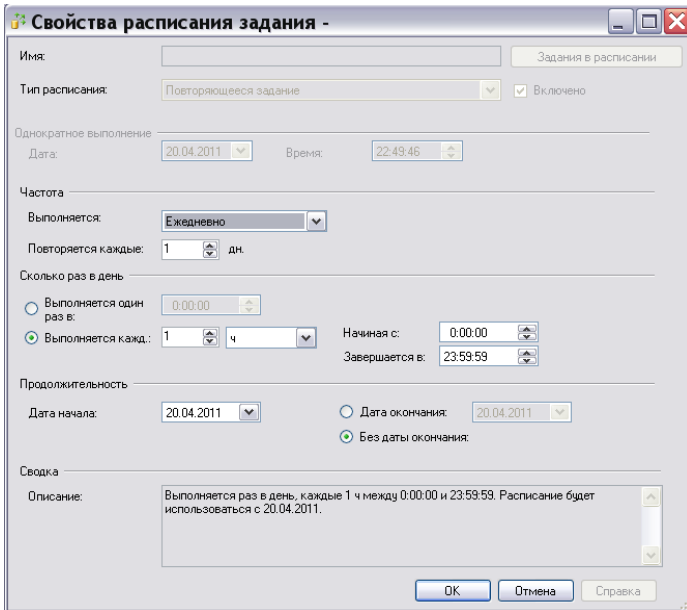 Свойства расписания задания -
Имя: Задания в расписании
Тип расписания: Повторяющееся задание Включено
Однократное выполнение
Дата: 20.04.2011 Время: 22:49:46
Частота
Выполняется: Ежедневно
Повторяется каждые: 1 дн.
Сколько раз в день
Выполняется один раз в: 0:00:00
Выполняется кажд.: 1 ч Начиная с: 0:00:00
Завершается в: 23:59:59
Продолжительность
Дата начала: 20.04.2011 Дата окончания: 20.04.2011
Без даты окончания:
Сводка
Описание: Выполняется раз в день, каждые 1 ч между 0:00:00 и 23:59:59. Расписание будет
использоваться с 20.04.2011.
OK Отмена Справка